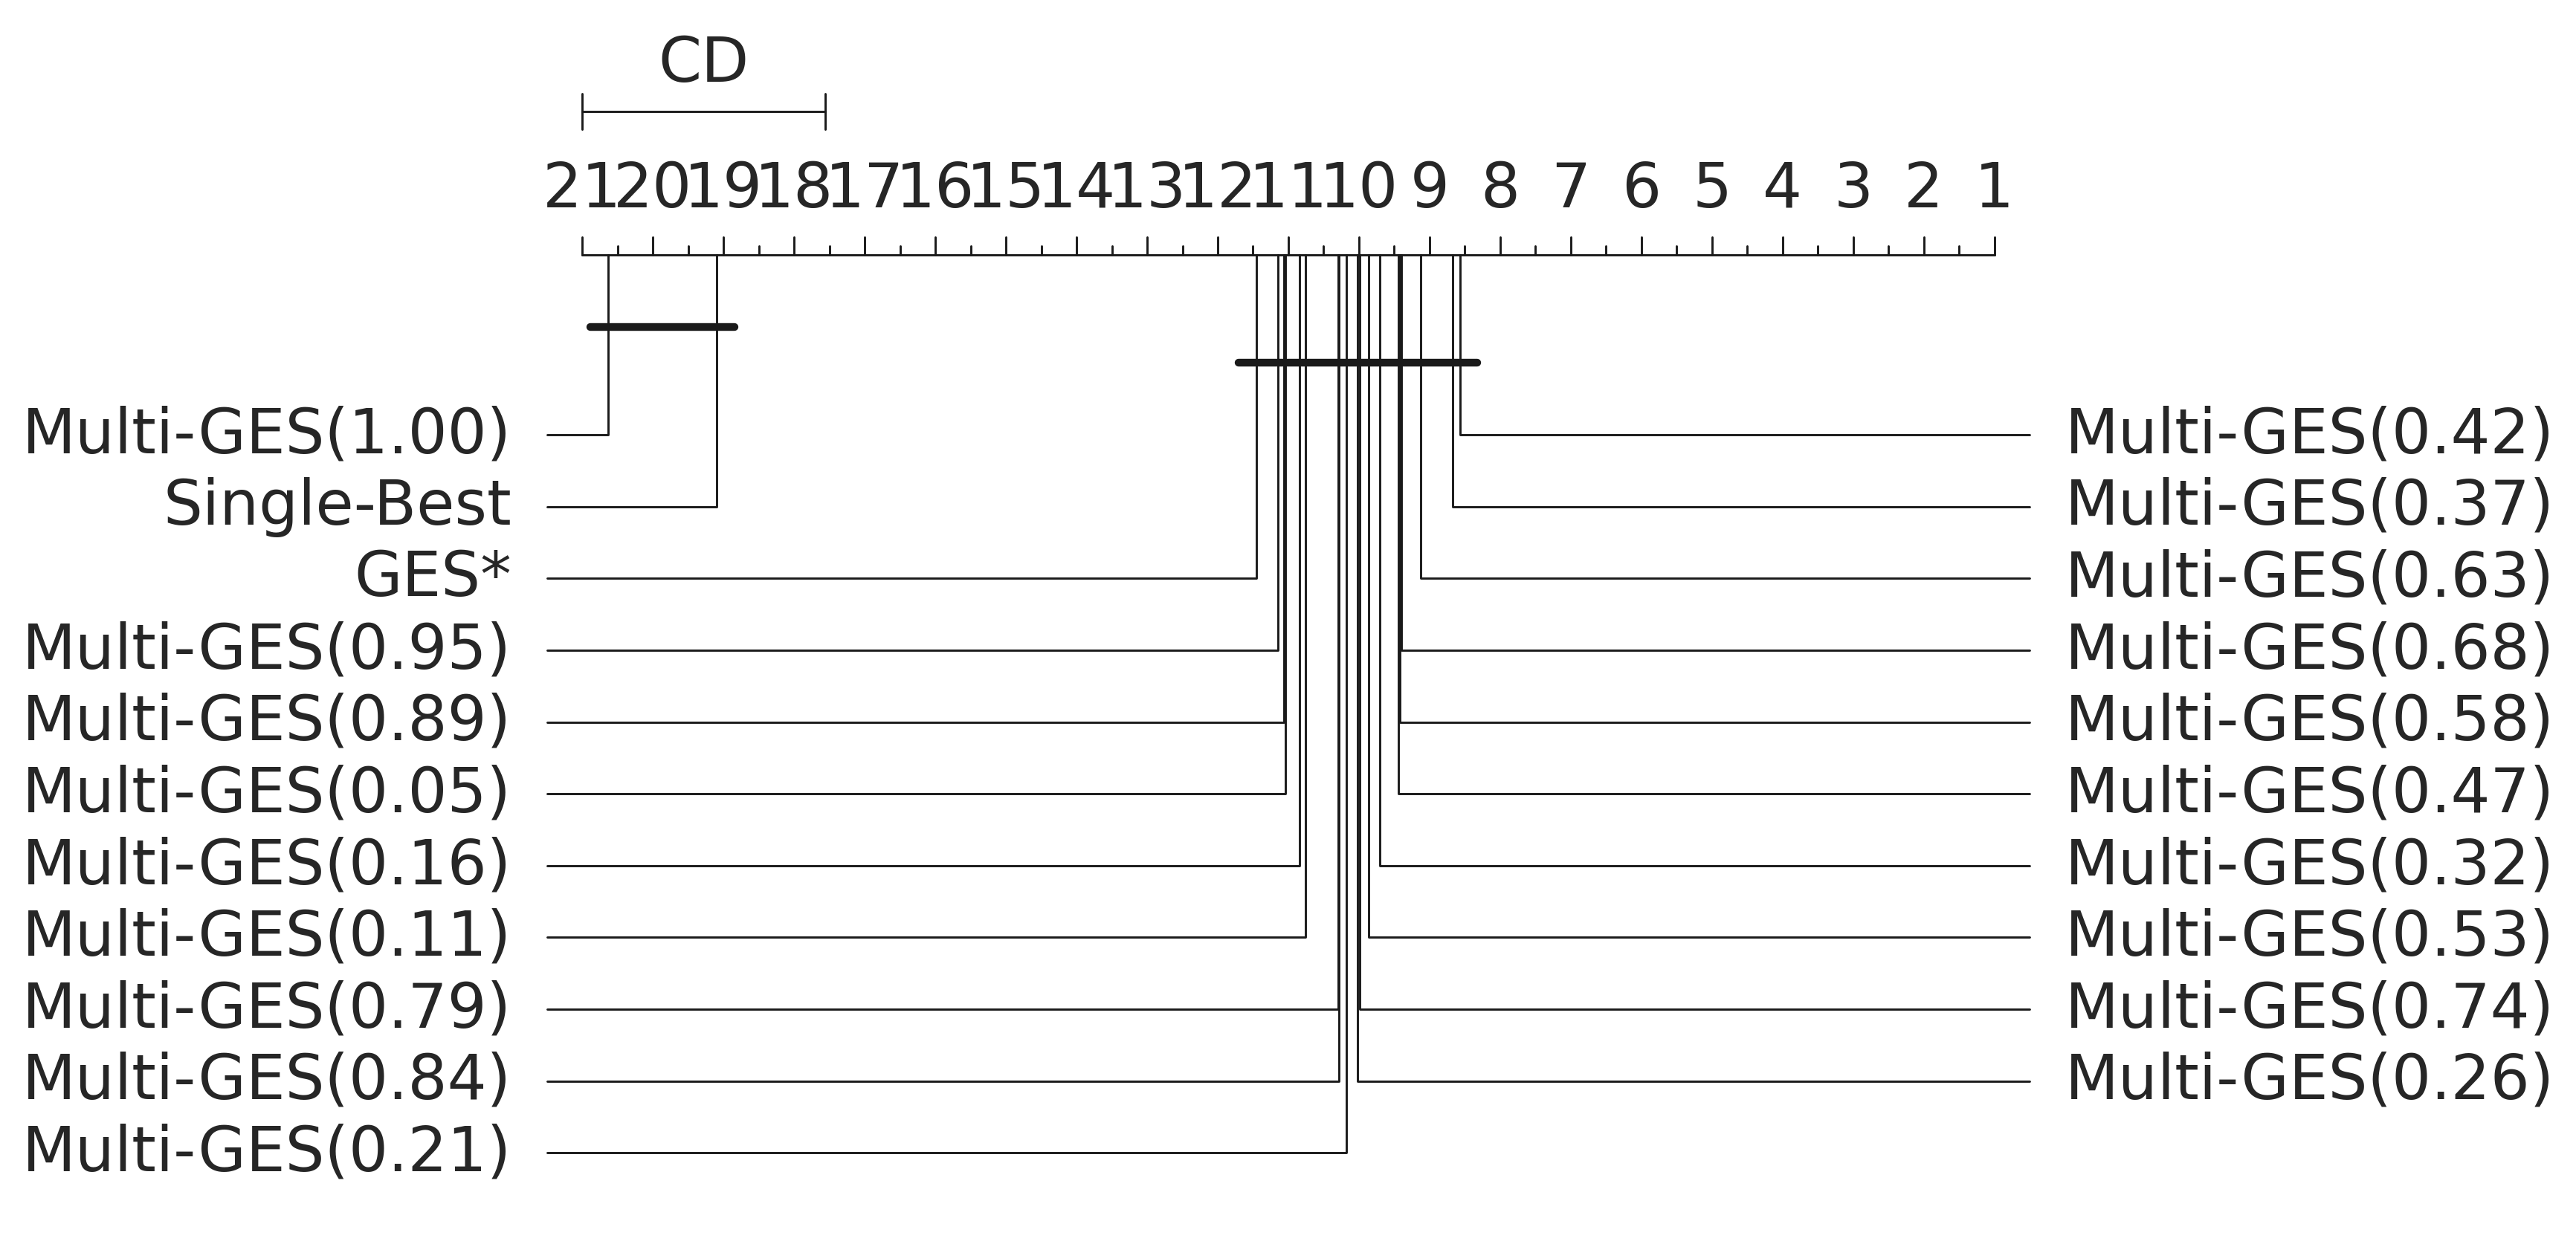 CD
21 20 19 18 17 16 15 14 13 12 11 10 9 8 7 6 5 4 3 2 1
Multi-GES(1.00)
Single-Best
GES*
Multi-GES(0.95)
Multi-GES(0.89)
Multi-GES(0.05)
Multi-GES(0.16)
Multi-GES(0.11)
Multi-GES(0.79)
Multi-GES(0.84)
Multi-GES(0.21)
Multi-GES(0.42)
Multi-GES(0.37)
Multi-GES(0.63)
Multi-GES(0.68)
Multi-GES(0.58)
Multi-GES(0.47)
Multi-GES(0.32)
Multi-GES(0.53)
Multi-GES(0.74)
Multi-GES(0.26)